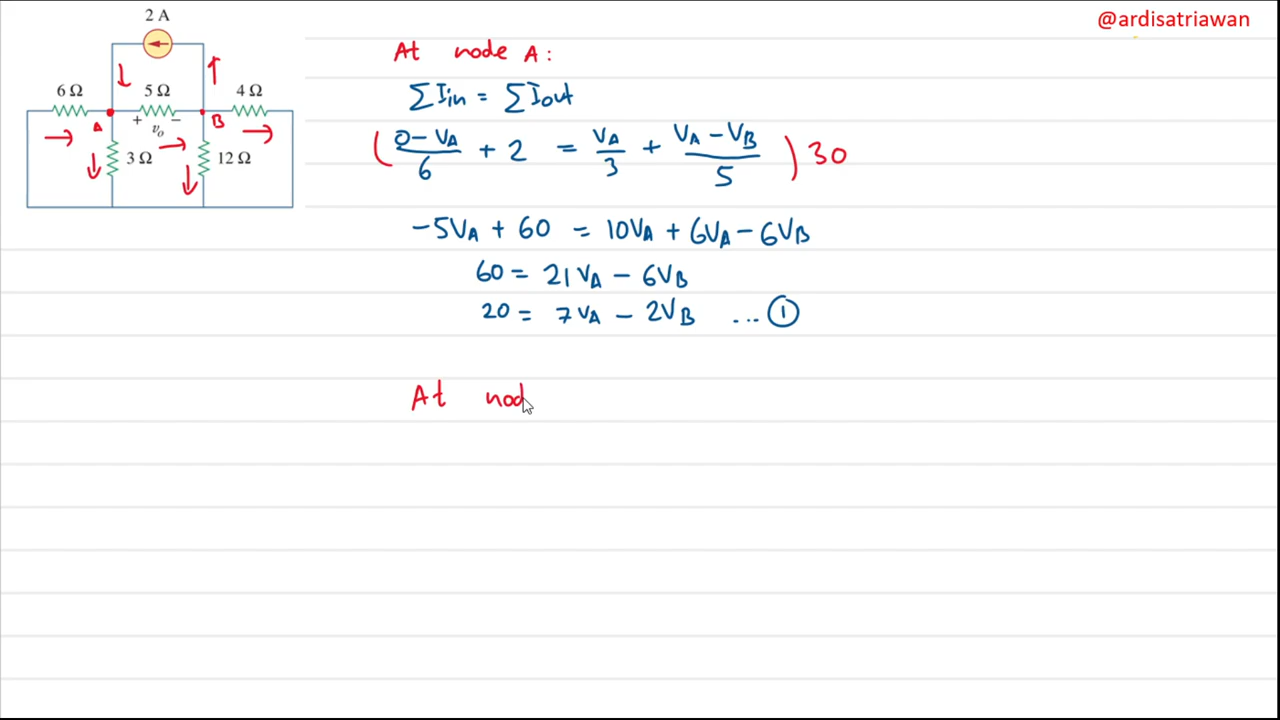 @ardisatriawan
2 A
6 Ω
5 Ω
4 Ω
A
+ vo −
B
3 Ω
12 Ω
At node A:
∑Iin = ∑Iout
( (0 − VA)/6 + 2 = VA/3 + (VA − VB)/5 ) 30
−5VA + 60 = 10VA + 6VA − 6VB
60 = 21VA − 6VB
20 = 7VA − 2VB ... ①
At nod